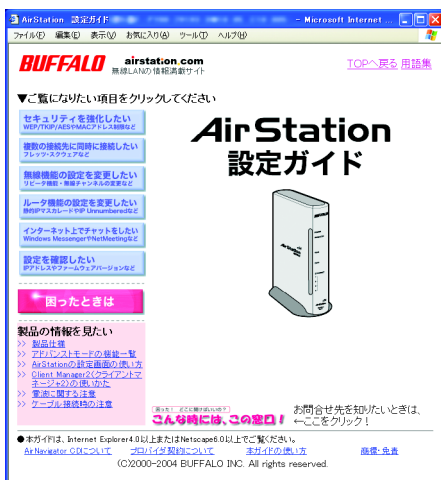 AirStation 設定ガイド - Microsoft Internet ...
ファイル(F) 編集(E) 表示(V) お気に入り(A) ツール(T) ヘルプ(H)
BUFFALO airstation.com
無線LANの情報満載サイト
TOPへ戻る 用語集
▼ご覧になりたい項目をクリックしてください
セキュリティを強化したい
WEP/TKIP/AESやMACアドレス制限など
複数の接続先に同時に接続したい
フレッツ・スクウェアなど
無線機能の設定を変更したい
リピータ機能・無線チャンネルの変更など
ルータ機能の設定を変更したい
静的IPマスカレードやIP Unnumberedなど
インターネット上でチャットをしたい
Windows MessengerやNetMeetingなど
設定を確認したい
IPアドレスやファームウェアバージョンなど
困ったときは
AirStation
設定ガイド
BUFFALO
AirStation
製品の情報を見たい
>> 製品仕様
>> アドバンストモードの機能一覧
>> AirStationの設定画面の使い方
>> Client Manager2(クライアントマ
ネージャ2)の使いかた
>> 電波に関する注意
>> ケーブル接続時の注意
困った! どこに聞けばいいの?
こんな時には、この窓口!
お問合せ先を知りたいときは、
←ここをクリック!
●本ガイドは、Internet Explorer4.0以上またはNetscape6.0以上でご覧ください。
AirNavigator CDについて プロバイダ契約について 本ガイドの使い方 商標・免責
(C)2000-2004 BUFFALO INC. All rights reserved.